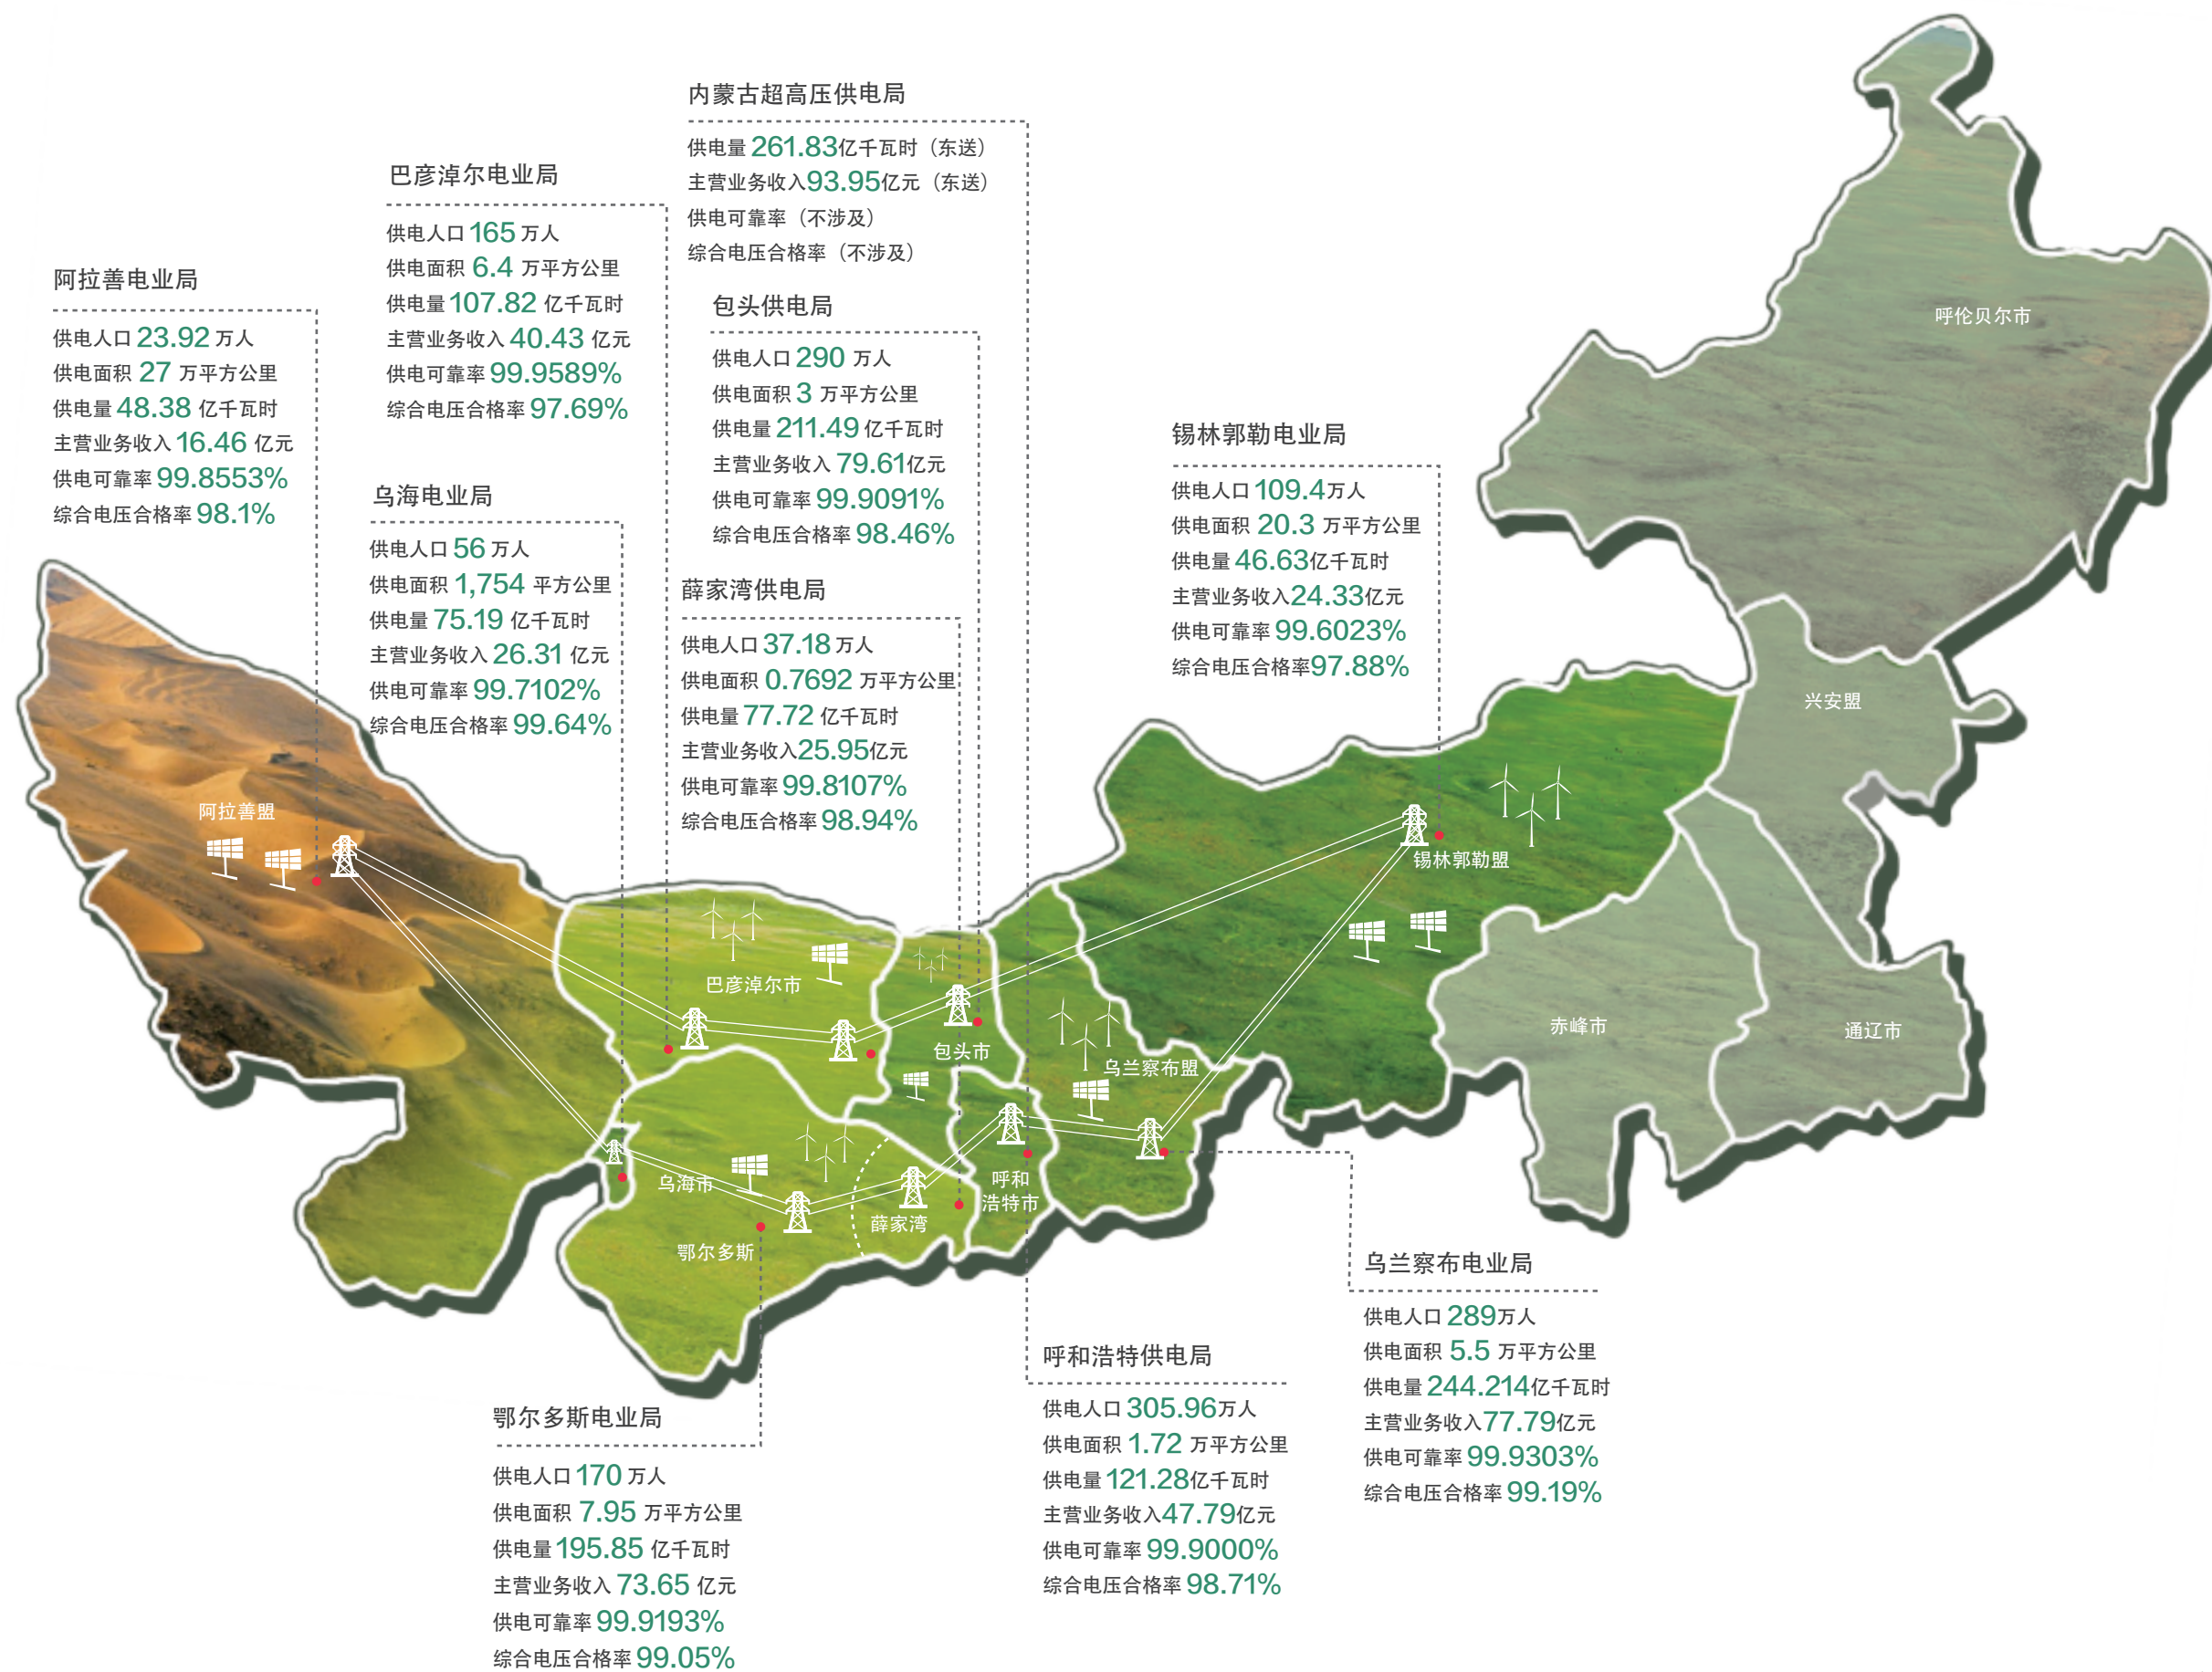 内蒙古超高压供电局
供电量 261.83亿千瓦时（东送）
主营业务收入93.95亿元（东送）
供电可靠率（不涉及）
综合电压合格率（不涉及）
巴彦淖尔电业局
供电人口 165 万人
供电面积 6.4 万平方公里
供电量 107.82 亿千瓦时
主营业务收入 40.43 亿元
供电可靠率 99.9589%
综合电压合格率 97.69%
阿拉善电业局
供电人口 23.92 万人
供电面积 27 万平方公里
供电量 48.38 亿千瓦时
主营业务收入 16.46 亿元
供电可靠率 99.8553%
综合电压合格率 98.1%
包头供电局
供电人口 290 万人
供电面积 3 万平方公里
供电量 211.49 亿千瓦时
主营业务收入 79.61亿元
供电可靠率 99.9091%
综合电压合格率 98.46%
乌海电业局
供电人口 56 万人
供电面积 1,754 平方公里
供电量 75.19 亿千瓦时
主营业务收入 26.31 亿元
供电可靠率 99.7102%
综合电压合格率 99.64%
薛家湾供电局
供电人口 37.18 万人
供电面积 0.7692 万平方公里
供电量 77.72 亿千瓦时
主营业务收入25.95亿元
供电可靠率 99.8107%
综合电压合格率 98.94%
锡林郭勒电业局
供电人口 109.4万人
供电面积 20.3 万平方公里
供电量 46.63亿千瓦时
主营业务收入24.33亿元
供电可靠率 99.6023%
综合电压合格率97.88%
呼伦贝尔市
兴安盟
阿拉善盟
锡林郭勒盟
巴彦淖尔市
包头市
乌兰察布盟
赤峰市
通辽市
乌海市
呼和
浩特市
薛家湾
鄂尔多斯
乌兰察布电业局
供电人口 289万人
供电面积 5.5 万平方公里
供电量 244.214亿千瓦时
主营业务收入77.79亿元
供电可靠率 99.9303%
综合电压合格率 99.19%
呼和浩特供电局
供电人口 305.96万人
供电面积 1.72 万平方公里
供电量 121.28亿千瓦时
主营业务收入47.79亿元
供电可靠率 99.9000%
综合电压合格率 98.71%
鄂尔多斯电业局
供电人口 170 万人
供电面积 7.95 万平方公里
供电量 195.85 亿千瓦时
主营业务收入 73.65 亿元
供电可靠率 99.9193%
综合电压合格率 99.05%